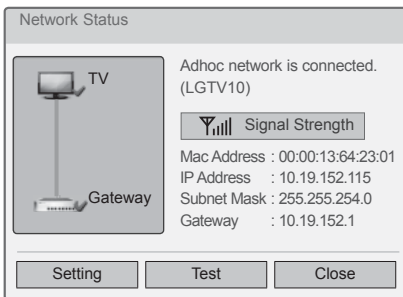 Network Status
TV
Gateway
Adhoc network is connected.
(LGTV10)
Signal Strength
Mac Address : 00:00:13:64:23:01
IP Address : 10.19.152.115
Subnet Mask : 255.255.254.0
Gateway : 10.19.152.1
Setting
Test
Close